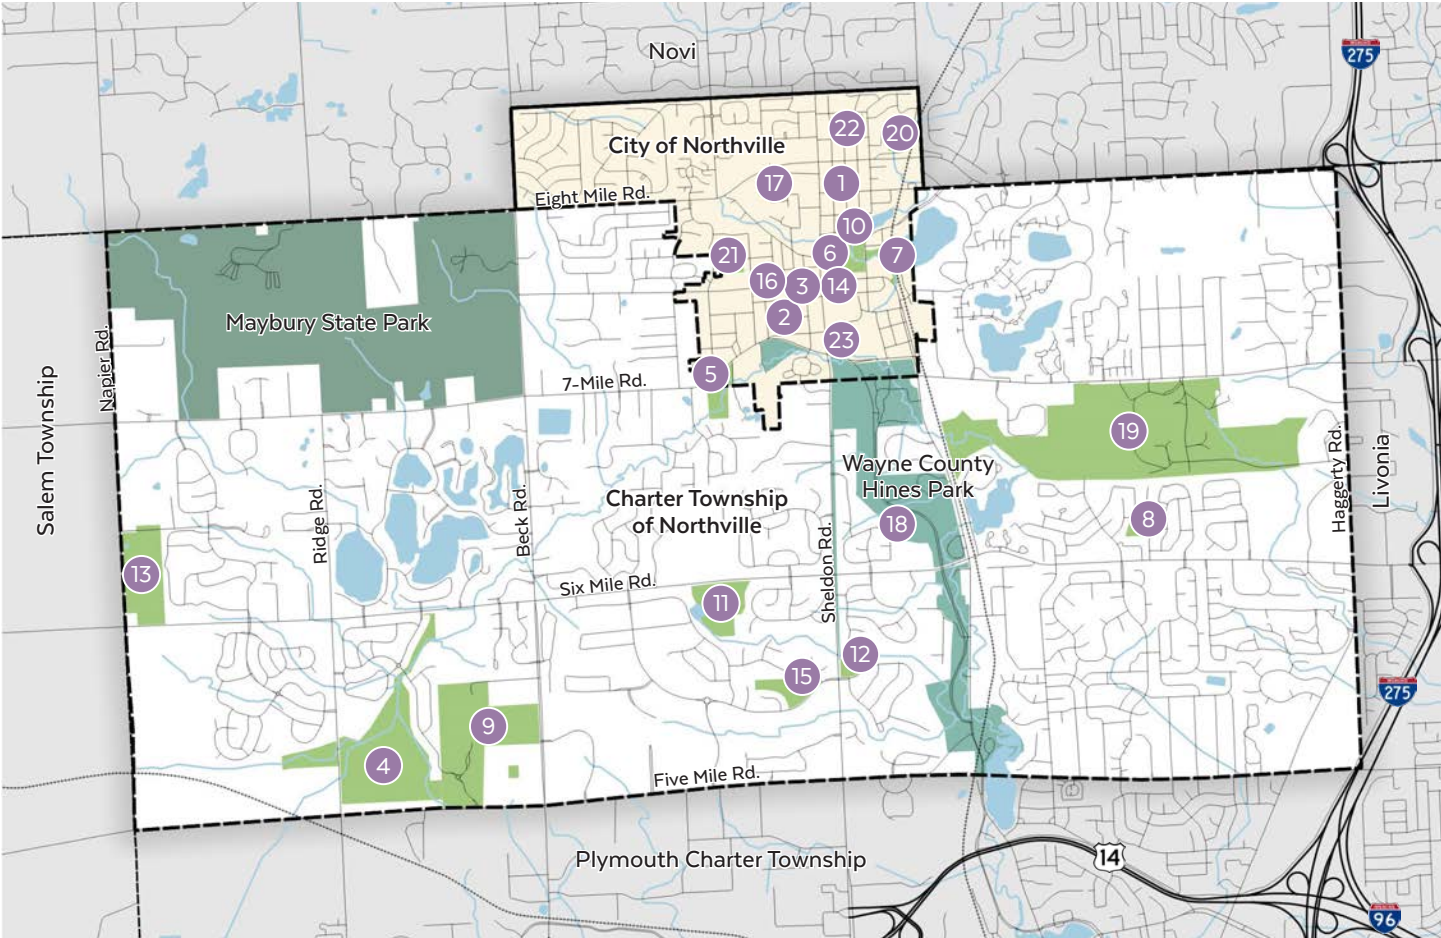 Novi
275
22
20
City of Northville
17
1
Eight Mile Rd.
10
21
6
7
16
3
14
Maybury State Park
2
23
Napier Rd.
5
7-Mile Rd.
Salem Township
19
Haggerty Rd.
Livonia
Wayne County
Hines Park
Charter Township
of Northville
Ridge Rd.
Beck Rd.
Sheldon Rd.
18
8
13
Six Mile Rd.
11
12
15
275
9
4
Five Mile Rd.
Plymouth Charter Township
14
96